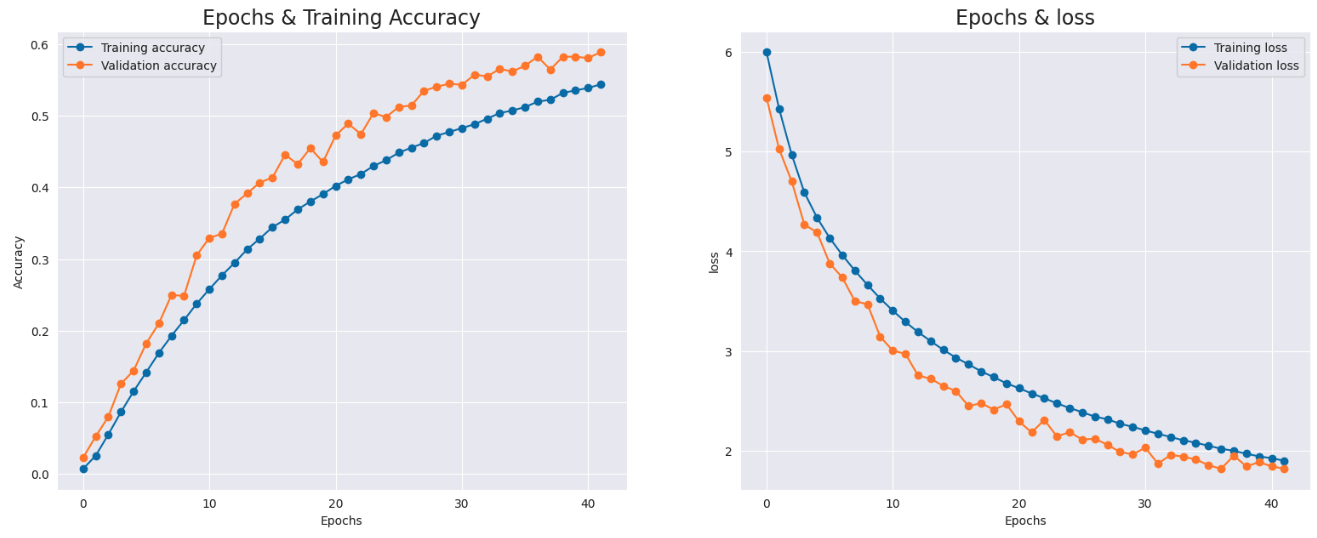 Epochs & Training Accuracy
Training accuracy
Validation accuracy
0.6
0.5
0.4
0.3
0.2
0.1
0.0
Accuracy
0
10
20
30
40
Epochs
Epochs & loss
Training loss
Validation loss
6
5
4
3
2
loss
0
10
20
30
40
Epochs